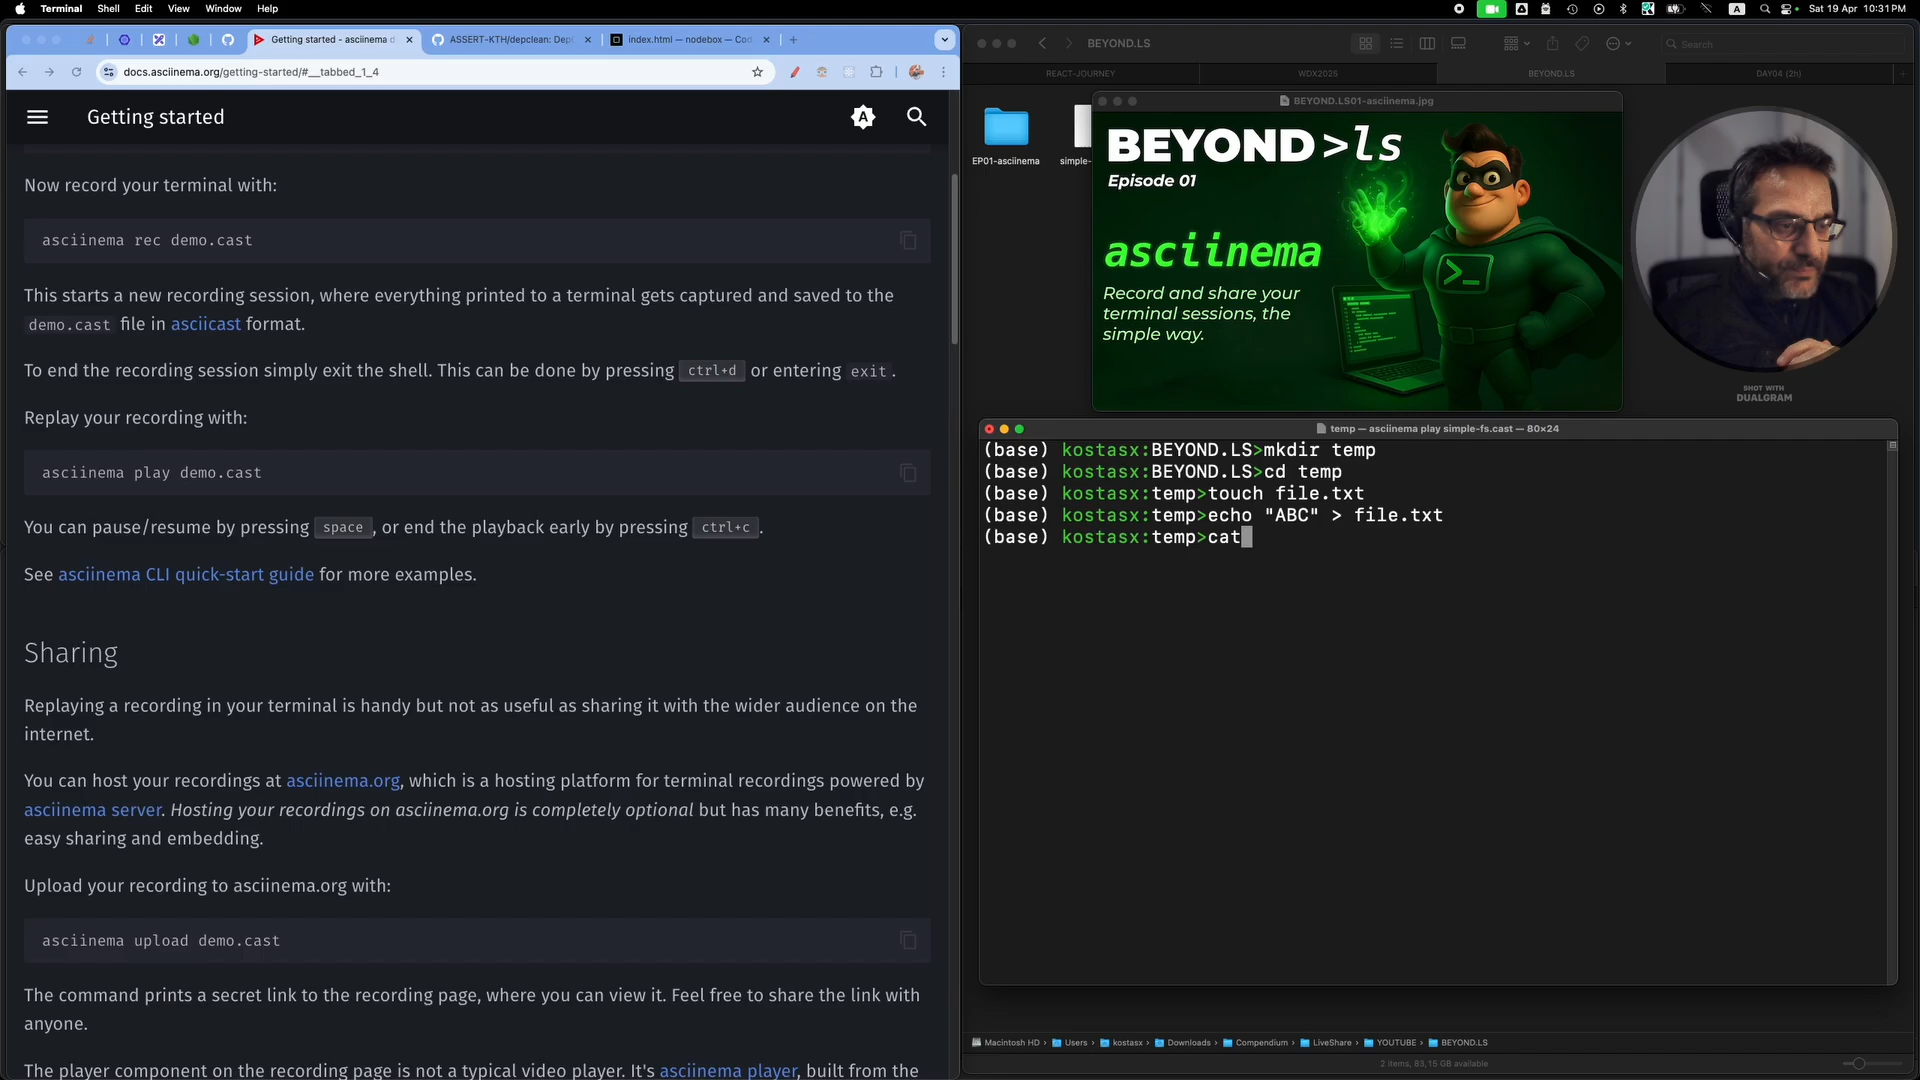 Terminal Shell Edit View Window Help
Sat 19 Apr 10:31PM
Getting started - asciinema d
ASSERT-KTH/depclean: Dep
index.html — nodebox — Cod
docs.asciinema.org/getting-started/#__tabbed_1_4
Getting started
Now record your terminal with:
asciinema rec demo.cast
This starts a new recording session, where everything printed to a terminal gets captured and saved to the
demo.cast file in asciicast format.
To end the recording session simply exit the shell. This can be done by pressing ctrl+d or entering exit.
Replay your recording with:
asciinema play demo.cast
You can pause/resume by pressing space, or end the playback early by pressing ctrl+c.
See asciinema CLI quick-start guide for more examples.
Sharing
Replaying a recording in your terminal is handy but not as useful as sharing it with the wider audience on the
internet.
You can host your recordings at asciinema.org, which is a hosting platform for terminal recordings powered by
asciinema server. Hosting your recordings on asciinema.org is completely optional but has many benefits, e.g.
easy sharing and embedding.
Upload your recording to asciinema.org with:
asciinema upload demo.cast
The command prints a secret link to the recording page, where you can view it. Feel free to share the link with
anyone.
The player component on the recording page is not a typical video player. It's asciinema player, built from the
BEYOND.LS
Search
REACT-JOURNEY
WDX2025
BEYOND.LS
DAY04 (2h)
EP01-asciinema
simple-
BEYOND.LS01-asciinema.jpg
BEYOND >ls
Episode 01
asciinema
Record and share your
terminal sessions, the
simple way.
>_
SHOT WITH
DUALGRAM
temp — asciinema play simple-fs.cast — 80×24
(base) kostasx:BEYOND.LS>mkdir temp
(base) kostasx:BEYOND.LS>cd temp
(base) kostasx:temp>touch file.txt
(base) kostasx:temp>echo "ABC" > file.txt
(base) kostasx:temp>cat
Macintosh HD › Users › kostasx › Downloads › Compendium › LiveShare › YOUTUBE › BEYOND.LS
2 items, 83,15 GB available